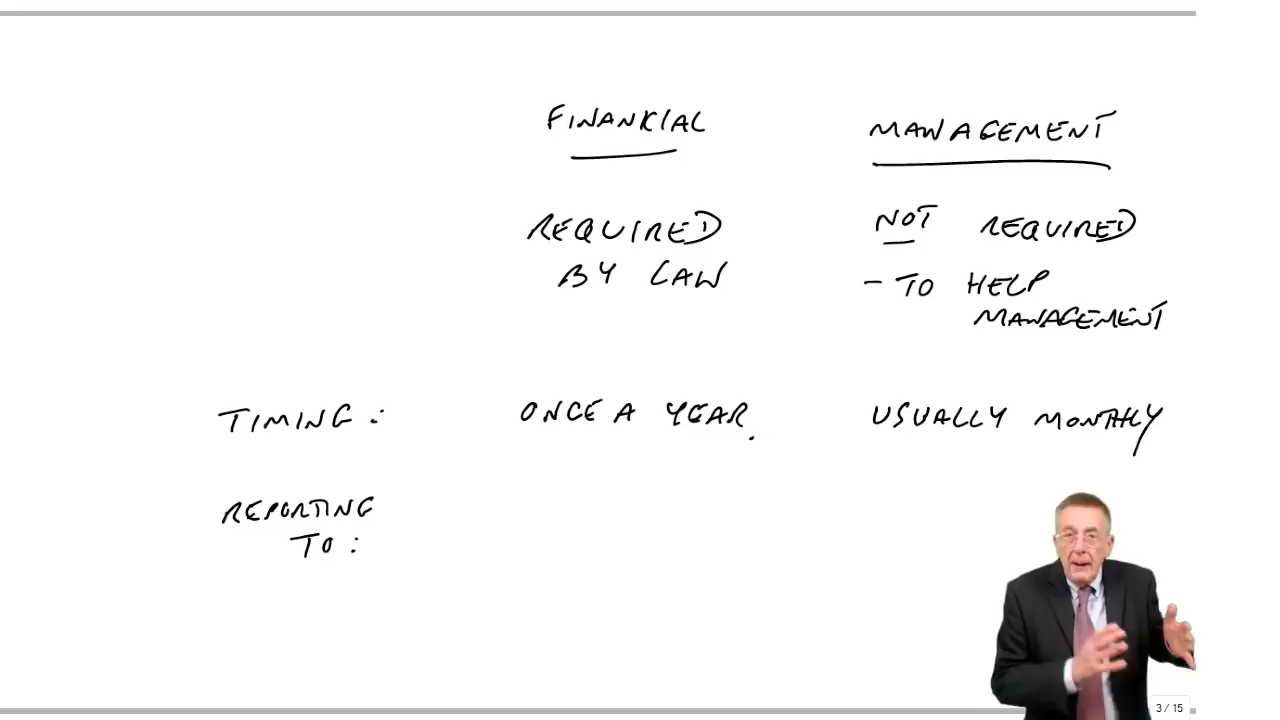 FINANCIAL MANAGEMENT
REQUIRED NOT REQUIRED
BY LAW - TO HELP
MANAGEMENT
TIMING: ONCE A YEAR. USUALLY MONTHLY
REPORTING
TO:
3 / 15